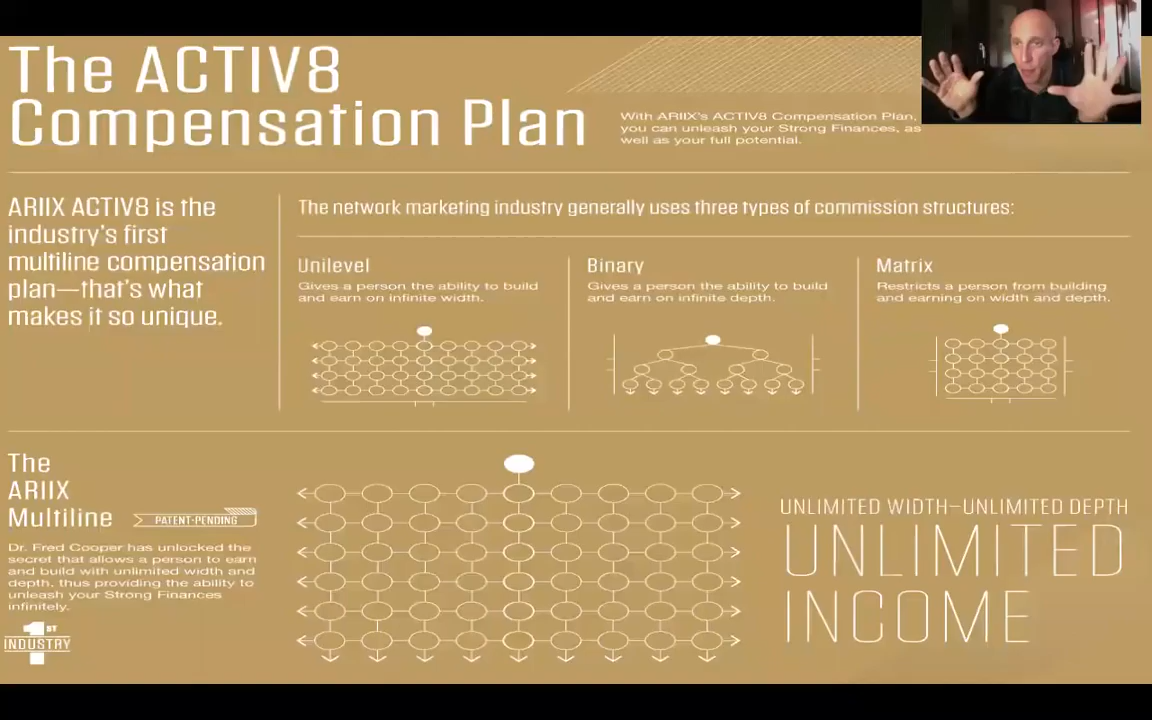 The ACTIV8
Compensation Plan
With ARIIX's ACTIV8 Compensation Plan,
you can unleash your Strong Finances, as
well as your full potential.
ARIIX ACTIV8 is the
industry's first
multiline compensation
plan—that's what
makes it so unique.
The network marketing industry generally uses three types of commission structures:
Unilevel
Gives a person the ability to build
and earn on infinite width.
Binary
Gives a person the ability to build
and earn on infinite depth.
Matrix
Restricts a person from building
and earning on width and depth.
The
ARIIX
Multiline
PATENT-PENDING
Dr. Fred Cooper has unlocked the
secret that allows a person to earn
and build with unlimited width and
depth, thus providing the ability to
unleash your Strong Finances
infinitely.
1ST
INDUSTRY
UNLIMITED WIDTH–UNLIMITED DEPTH
UNLIMITED
INCOME